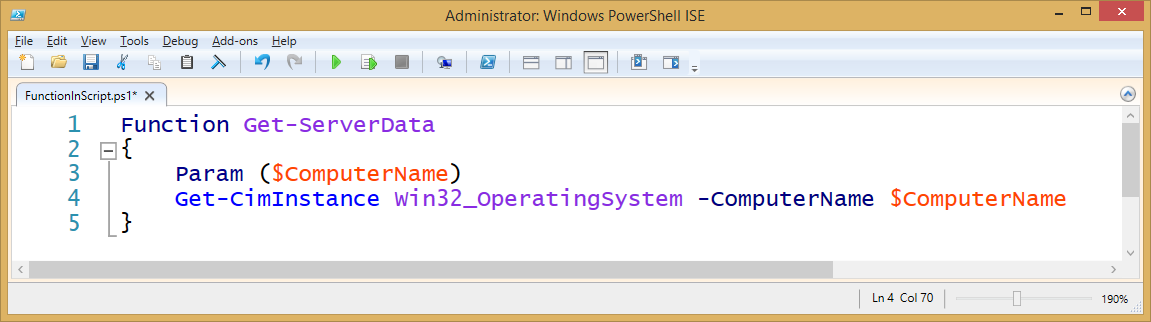 Administrator: Windows PowerShell ISE
File Edit View Tools Debug Add-ons Help
FunctionInScript.ps1*
1 Function Get-ServerData
2 {
3 Param ($ComputerName)
4 Get-CimInstance Win32_OperatingSystem -ComputerName $ComputerName
5 }
Ln 4 Col 70 190%